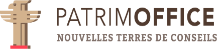 PATRIMOFFICE
NOUVELLES TERRES DE CONSEILS